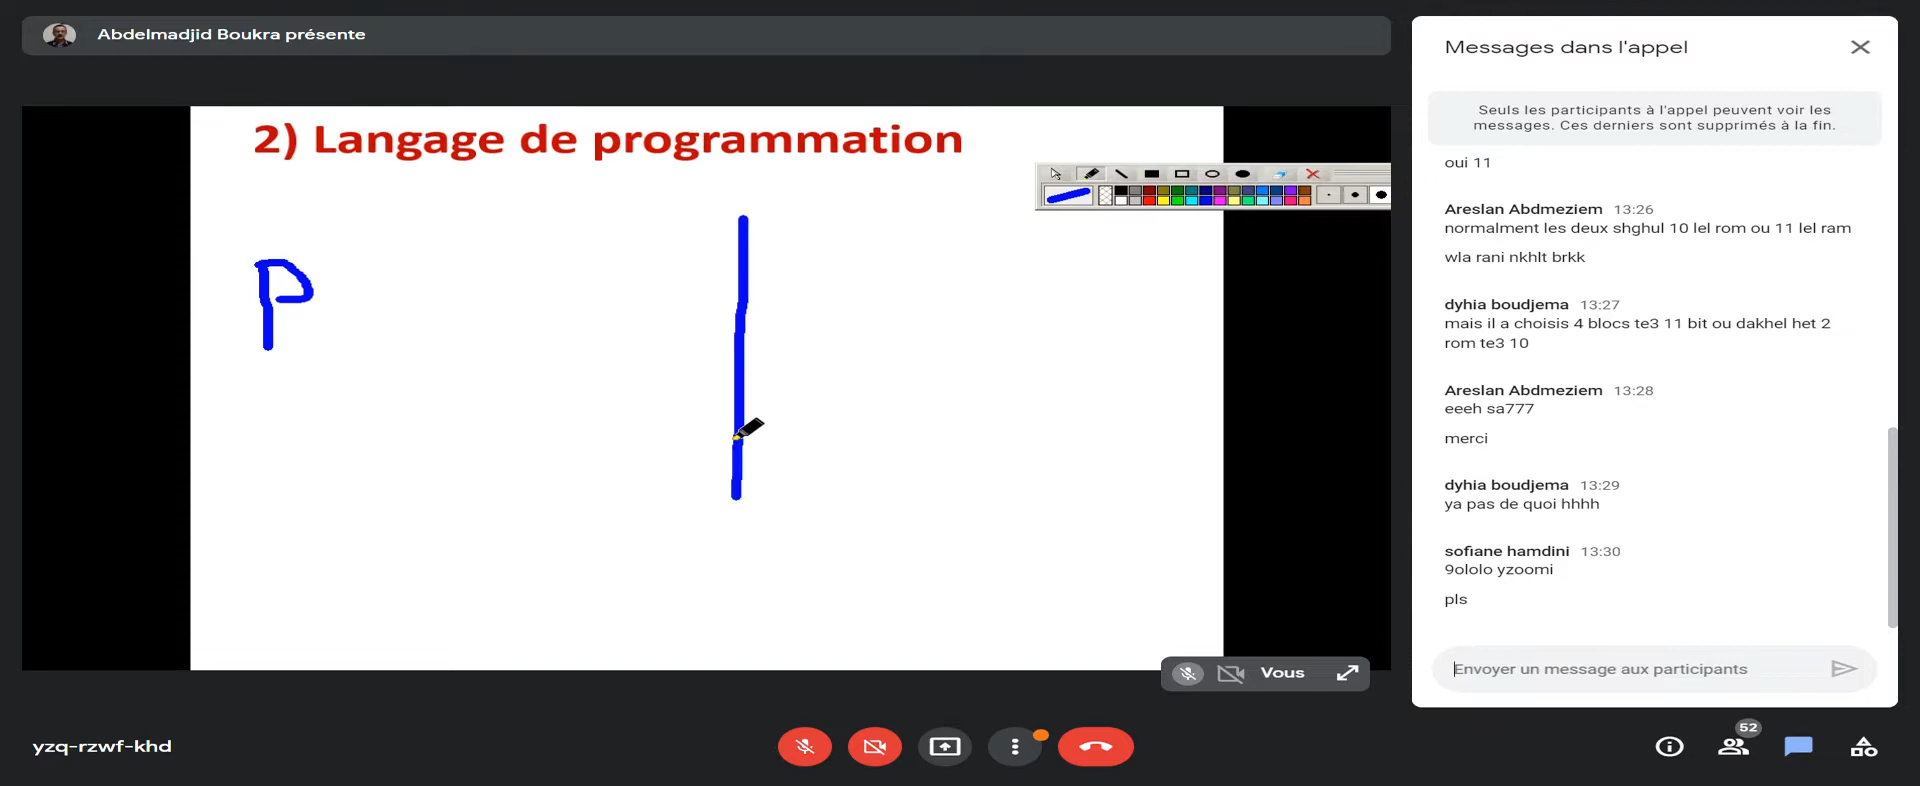 Abdelmadjid Boukra présente
2) Langage de programmation
P
Vous
yzq-rzwf-khd
Messages dans l'appel
Seuls les participants à l'appel peuvent voir les
messages. Ces derniers sont supprimés à la fin.
oui 11
Areslan Abdmeziem 13:26
normalment les deux shghul 10 lel rom ou 11 lel ram
wla rani nkhlt brkk
dyhia boudjema 13:27
mais il a choisis 4 blocs te3 11 bit ou dakhel het 2
rom te3 10
Areslan Abdmeziem 13:28
eeeh sa777
merci
dyhia boudjema 13:29
ya pas de quoi hhhh
sofiane hamdini 13:30
9ololo yzoomi
pls
Envoyer un message aux participants
52